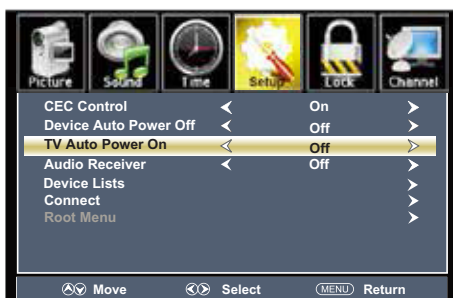 Picture Sound Time Setup Lock Channel
CEC Control On
Device Auto Power Off Off
TV Auto Power On Off
Audio Receiver Off
Device Lists
Connect
Root Menu
Move Select MENU Return